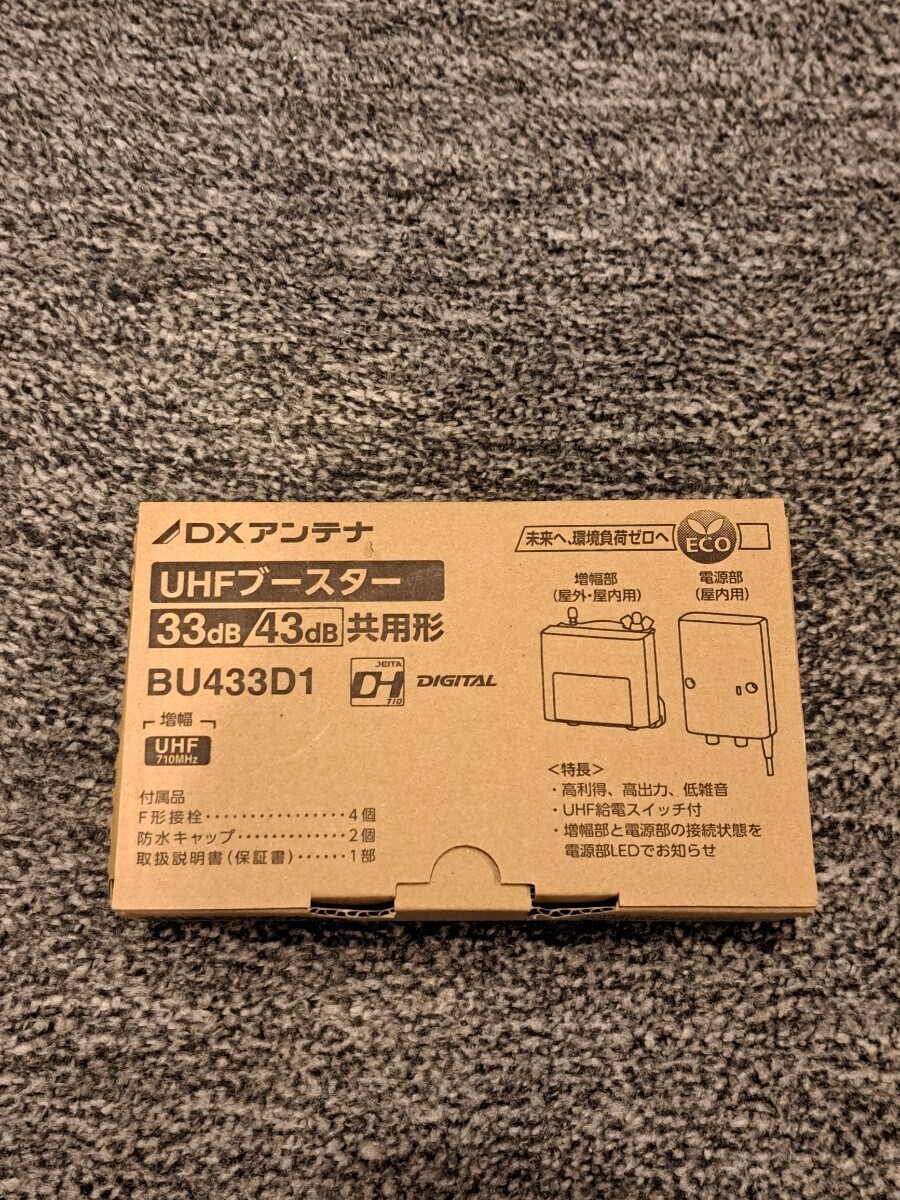 DXアンテナ
未来へ、環境負荷ゼロへ
ECO
UHFブースター
33dB/43dB 共用形
BU433D1
JEITA
DH
710
DIGITAL
増幅
UHF
710MHz
付属品
F形接栓················4個
防水キャップ·············2個
取扱説明書(保証書)······1部
増幅部
(屋外・屋内用)
電源部
(屋内用)
<特長>
・高利得、高出力、低雑音
・UHF給電スイッチ付
・増幅部と電源部の接続状態を
電源部LEDでお知らせ